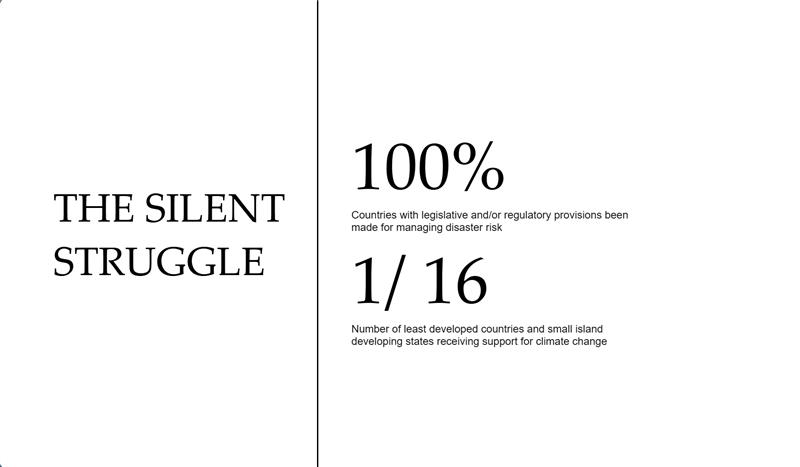 THE SILENT
STRUGGLE
100%
Countries with legislative and/or regulatory provisions been
made for managing disaster risk
1/ 16
Number of least developed countries and small island
developing states receiving support for climate change